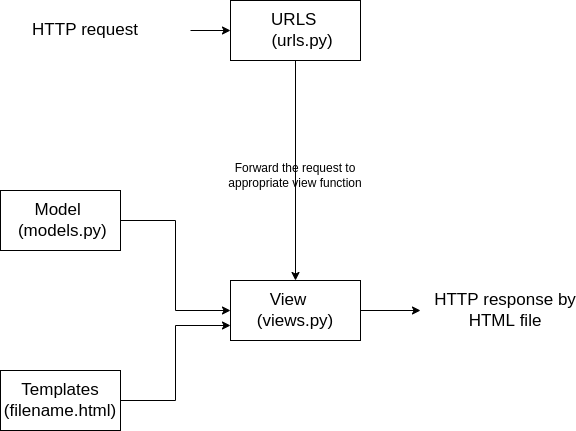 HTTP request
URLS
(urls.py)
Forward the request to
appropriate view function
Model
(models.py)
View
(views.py)
HTTP response by
HTML file
Templates
(filename.html)